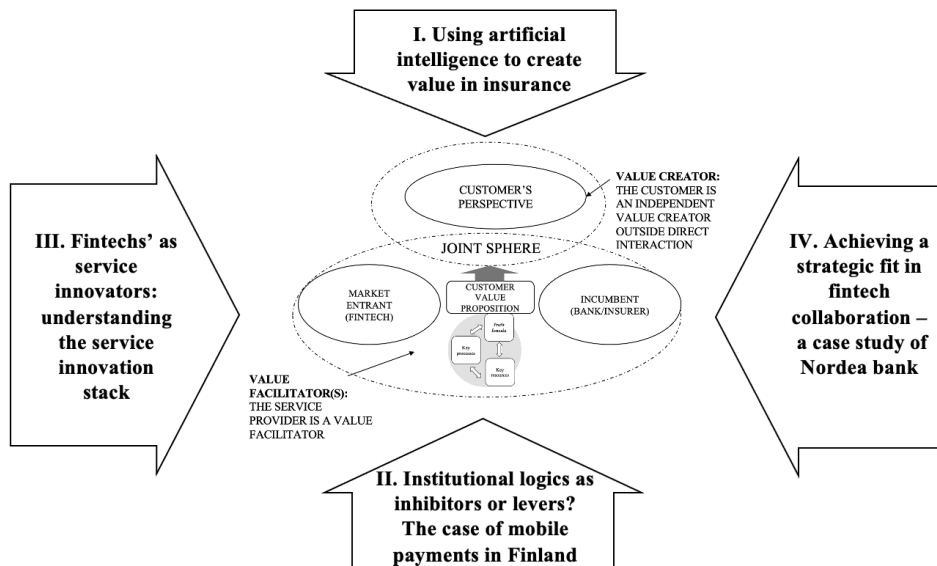 I. Using artificial
intelligence to create
value in insurance
CUSTOMER'S
PERSPECTIVE
VALUE CREATOR:
THE CUSTOMER IS
AN INDEPENDENT
VALUE CREATOR
OUTSIDE DIRECT
INTERACTION
JOINT SPHERE
III. Fintechs' as
service
innovators:
understanding
the service
innovation
stack
MARKET
ENTRANT
(FINTECH)
CUSTOMER
VALUE
PROPOSITION
Profit
formula
Key
processes
Key
resources
INCUMBENT
(BANK/INSURER)
IV. Achieving a
strategic fit in
fintech
collaboration –
a case study of
Nordea bank
VALUE
FACILITATOR(S):
THE SERVICE
PROVIDER IS A VALUE
FACILITATOR
II. Institutional logics as
inhibitors or levers?
The case of mobile
payments in Finland